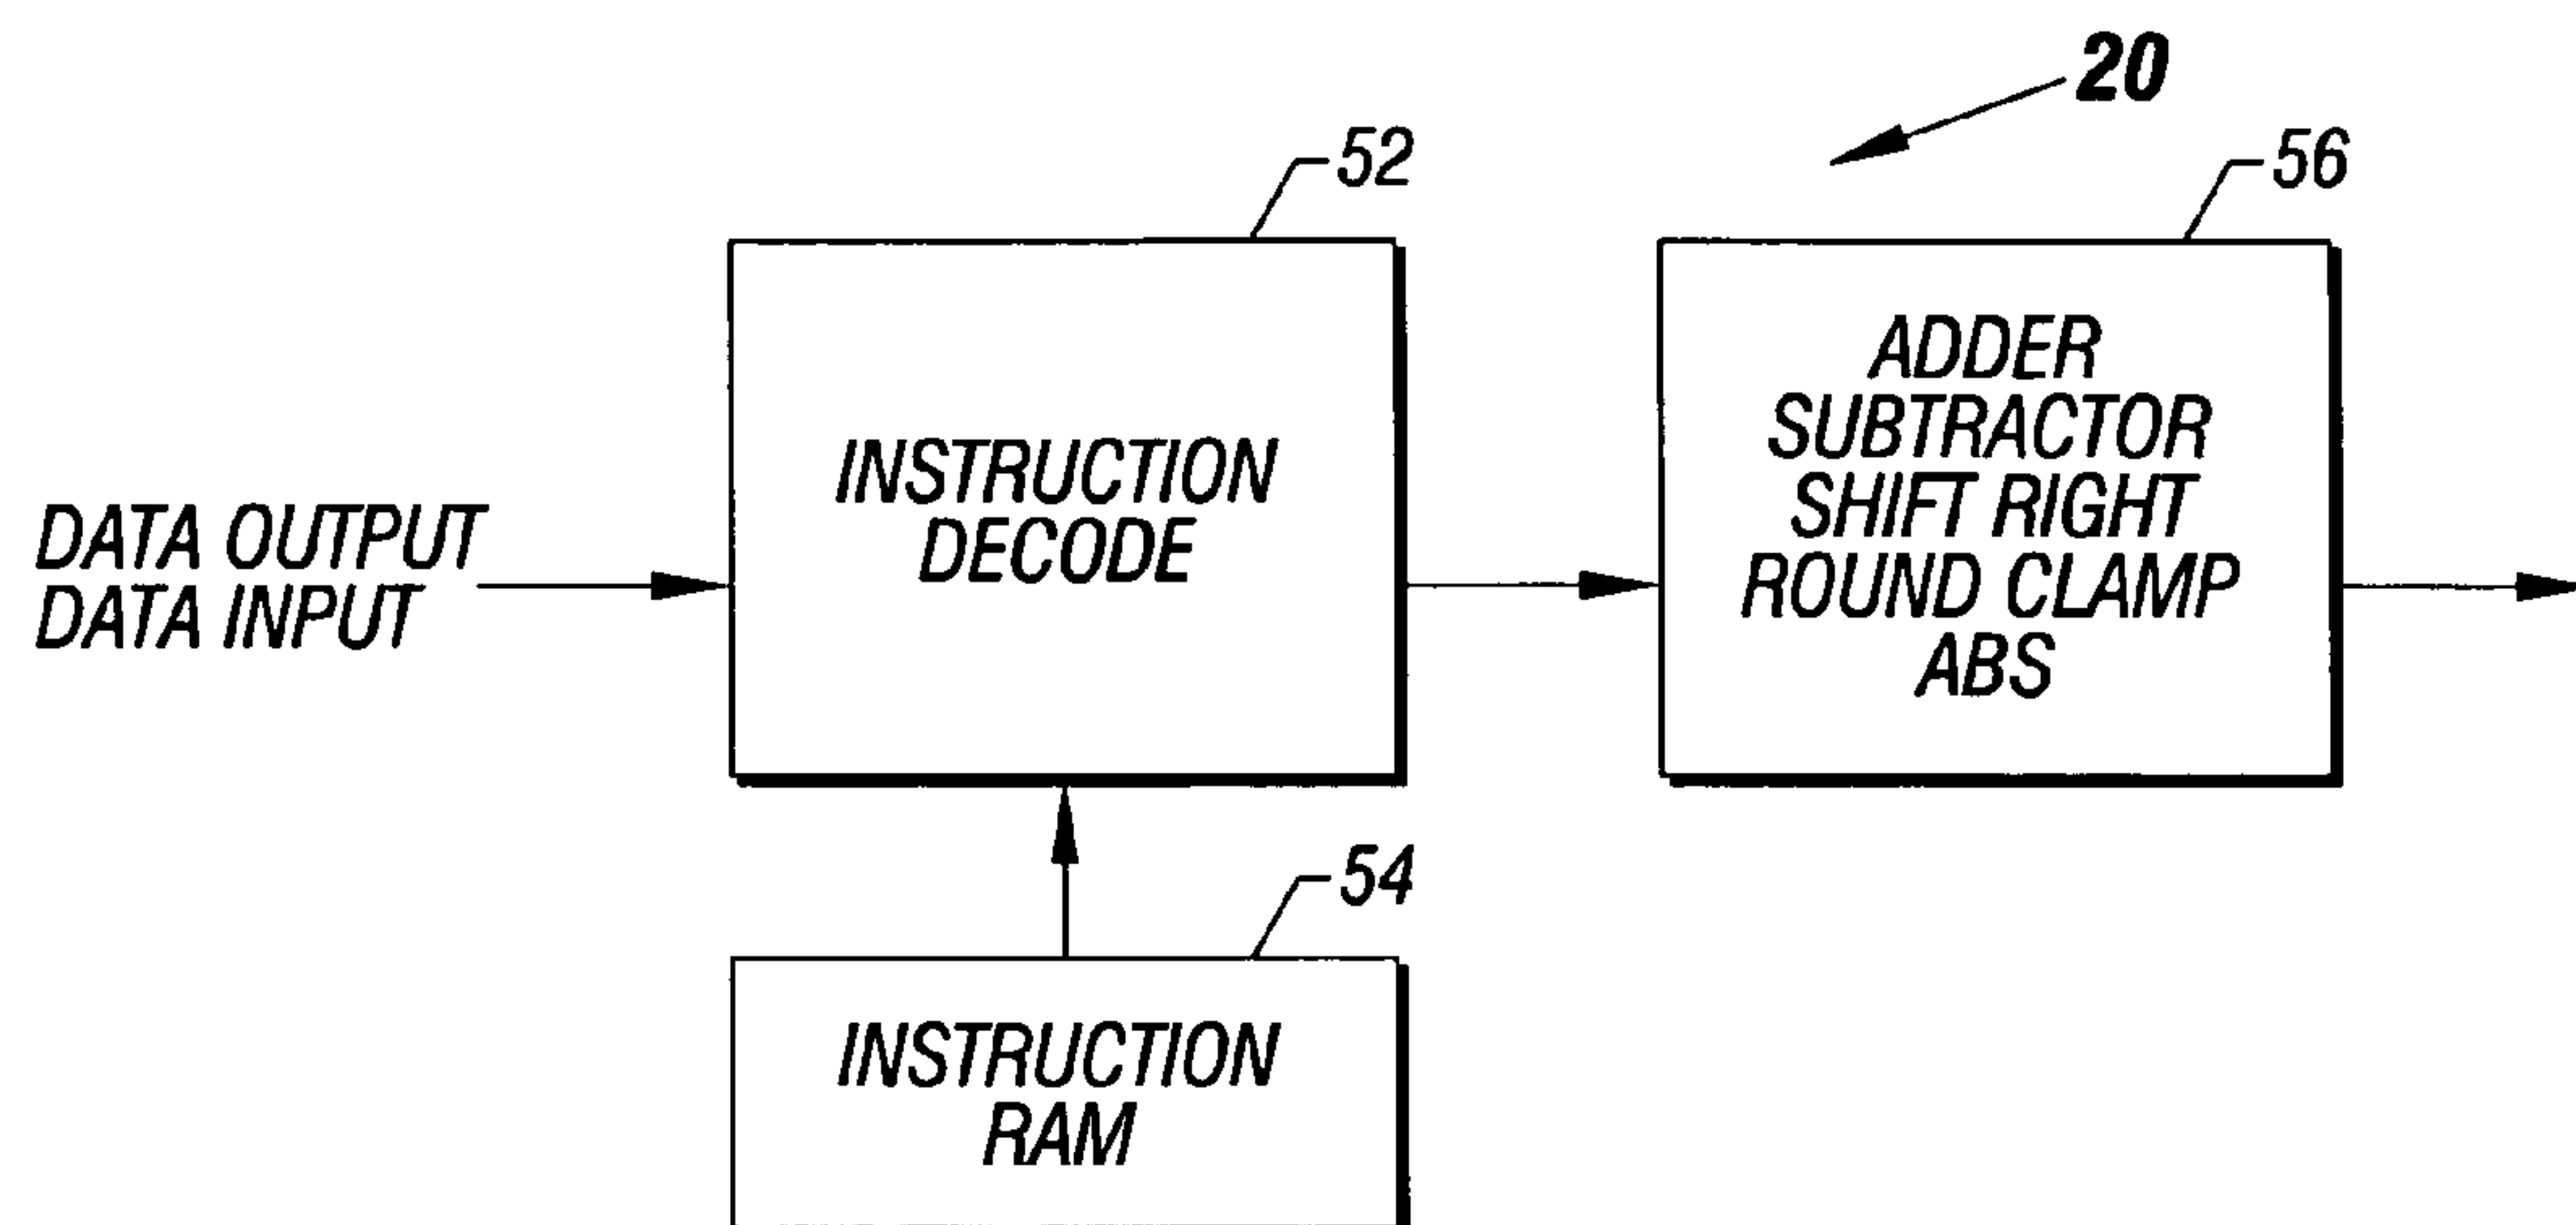 20
52
56
INSTRUCTION
DECODE
ADDER
SUBTRACTOR
SHIFT RIGHT
ROUND CLAMP
ABS
DATA OUTPUT
DATA INPUT
54
INSTRUCTION
RAM